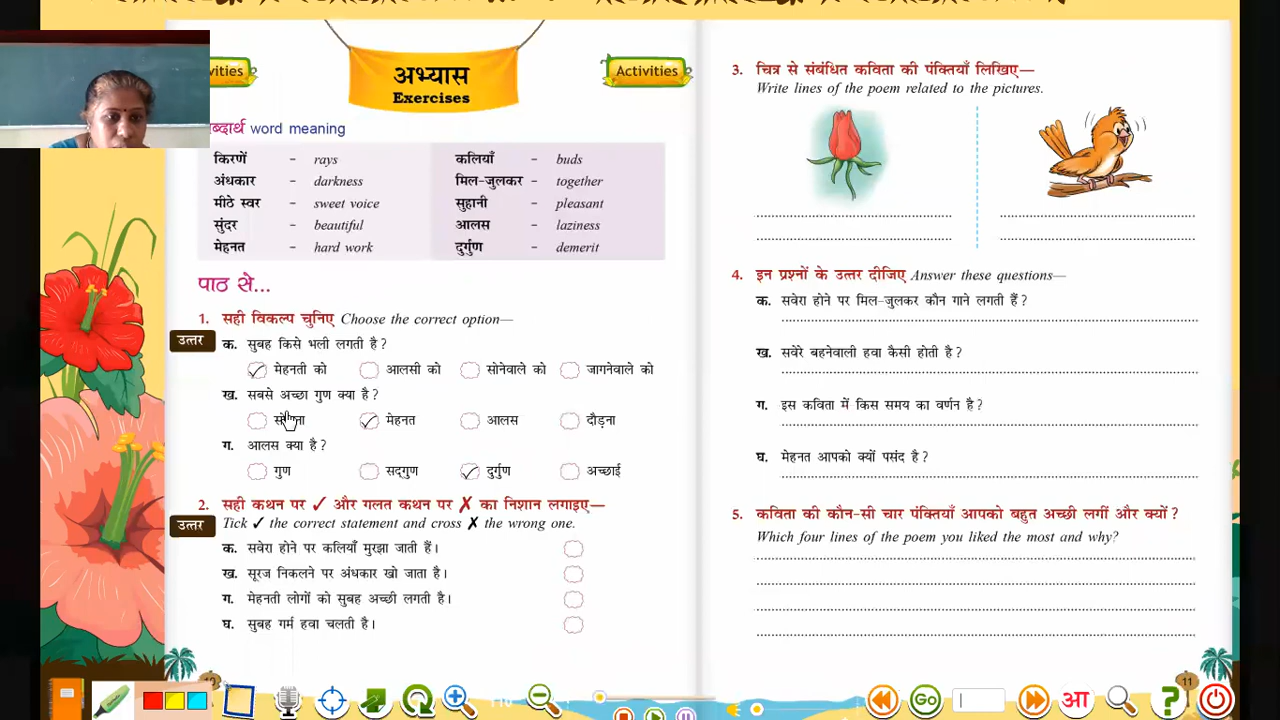 अभ्यास
Exercises
Activities
word meaning
किरणें - rays
अंधकार - darkness
मीठे स्वर - sweet voice
सुंदर - beautiful
मेहनत - hard work
कलियाँ - buds
मिल-जुलकर - together
सुहानी - pleasant
आलस - laziness
दुर्गुण - demerit
पाठ से...
1. सही विकल्प चुनिए Choose the correct option—
उत्तर
क. सुबह किसे भली लगती है?
मेहनती को आलसी को सोनेवाले को जागनेवाले को
ख. सबसे अच्छा गुण क्या है?
मेहनत आलस दौड़ना
ग. आलस क्या है?
गुण सद्गुण दुर्गुण अच्छाई
2. सही कथन पर ✓ और गलत कथन पर ✗ का निशान लगाइए—
उत्तर
Tick ✓ the correct statement and cross ✗ the wrong one.
क. सवेरा होने पर कलियाँ मुरझा जाती हैं।
ख. सूरज निकलने पर अंधकार खो जाता है।
ग. मेहनती लोगों को सुबह अच्छी लगती है।
घ. सुबह गर्म हवा चलती है।
3. चित्र से संबंधित कविता की पंक्तियाँ लिखिए—
Write lines of the poem related to the pictures.
4. इन प्रश्नों के उत्तर दीजिए Answer these questions—
क. सवेरा होने पर मिल-जुलकर कौन गाने लगती हैं?
ख. सवेरे बहनेवाली हवा कैसी होती है?
ग. इस कविता में किस समय का वर्णन है?
घ. मेहनत आपको क्यों पसंद है?
5. कविता की कौन-सी चार पंक्तियाँ आपको बहुत अच्छी लगीं और क्यों?
Which four lines of the poem you liked the most and why?
11
Go
आ
?